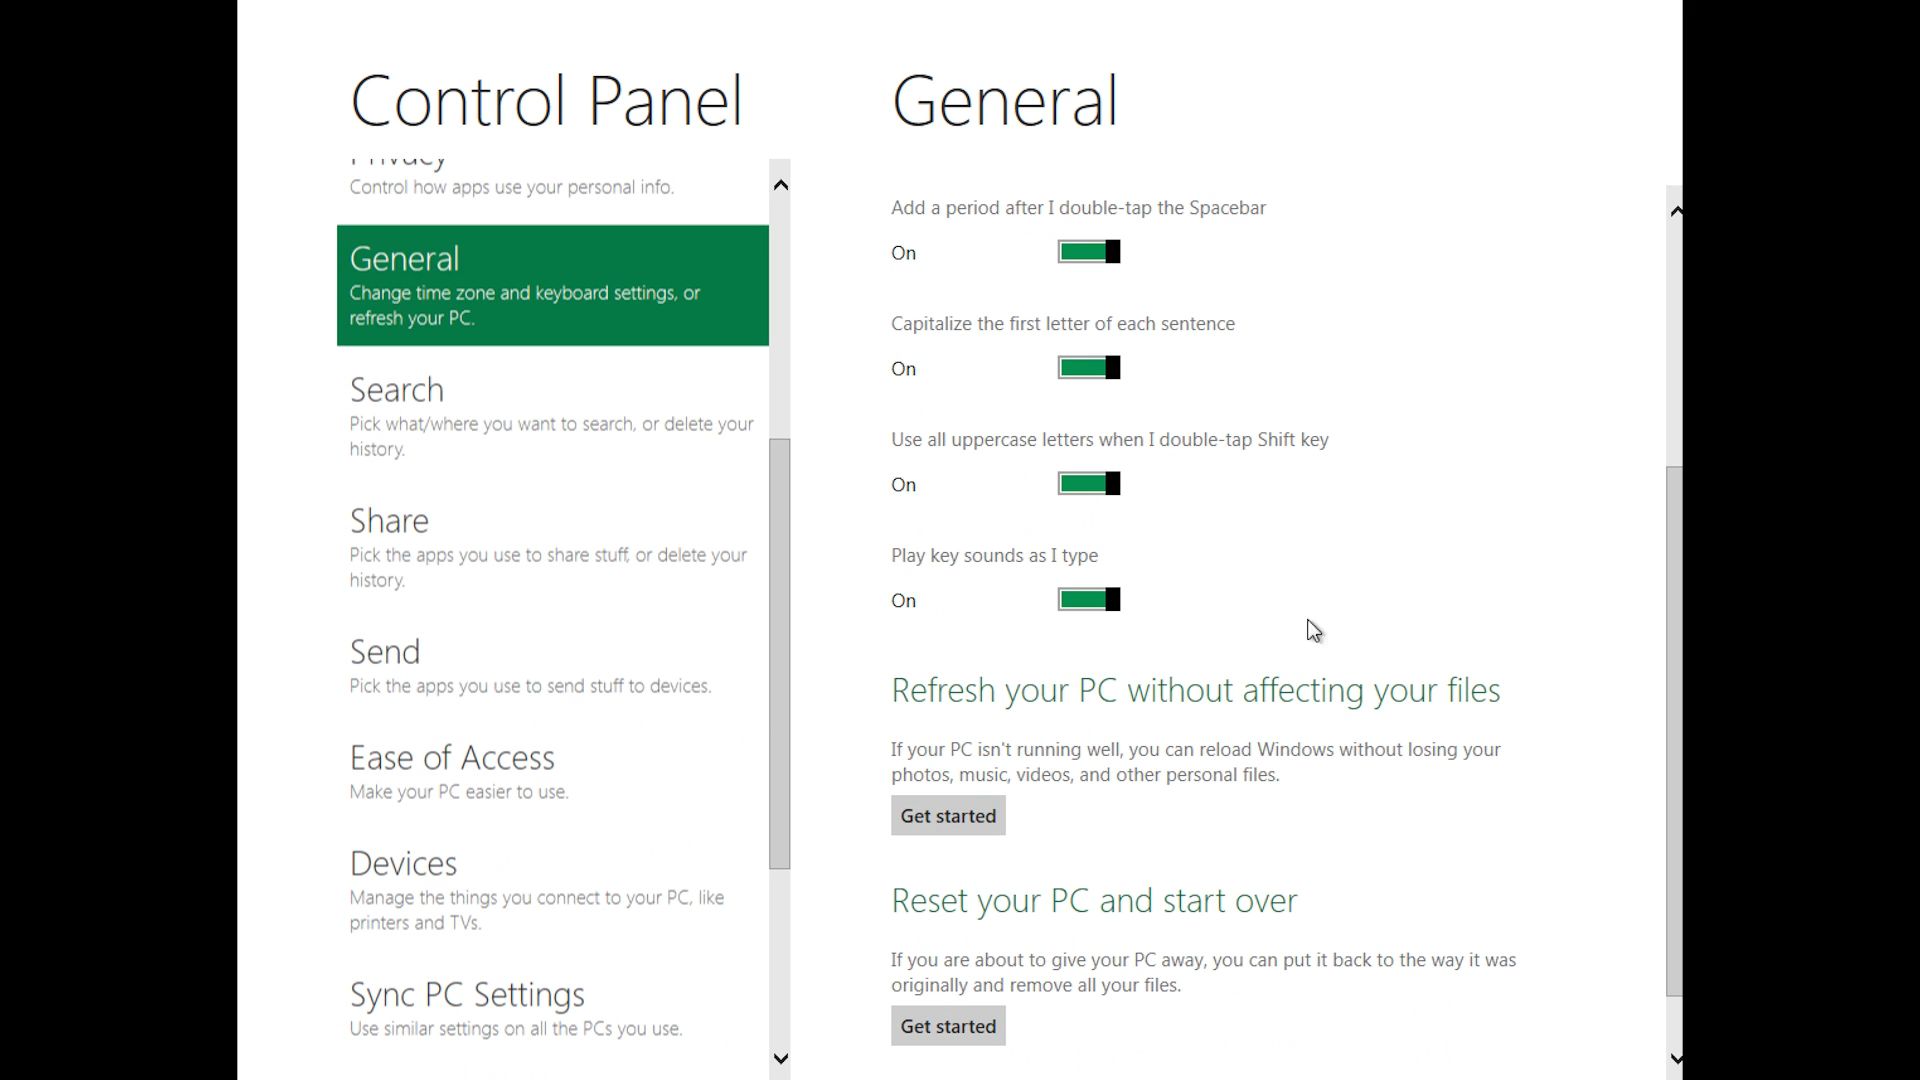 Control Panel
Privacy
Control how apps use your personal info.
General
Change time zone and keyboard settings, or
refresh your PC.
Search
Pick what/where you want to search, or delete your
history.
Share
Pick the apps you use to share stuff, or delete your
history.
Send
Pick the apps you use to send stuff to devices.
Ease of Access
Make your PC easier to use.
Devices
Manage the things you connect to your PC, like
printers and TVs.
Sync PC Settings
Use similar settings on all the PCs you use.
General
Add a period after I double-tap the Spacebar
On
Capitalize the first letter of each sentence
On
Use all uppercase letters when I double-tap Shift key
On
Play key sounds as I type
On
Refresh your PC without affecting your files
If your PC isn't running well, you can reload Windows without losing your
photos, music, videos, and other personal files.
Get started
Reset your PC and start over
If you are about to give your PC away, you can put it back to the way it was
originally and remove all your files.
Get started